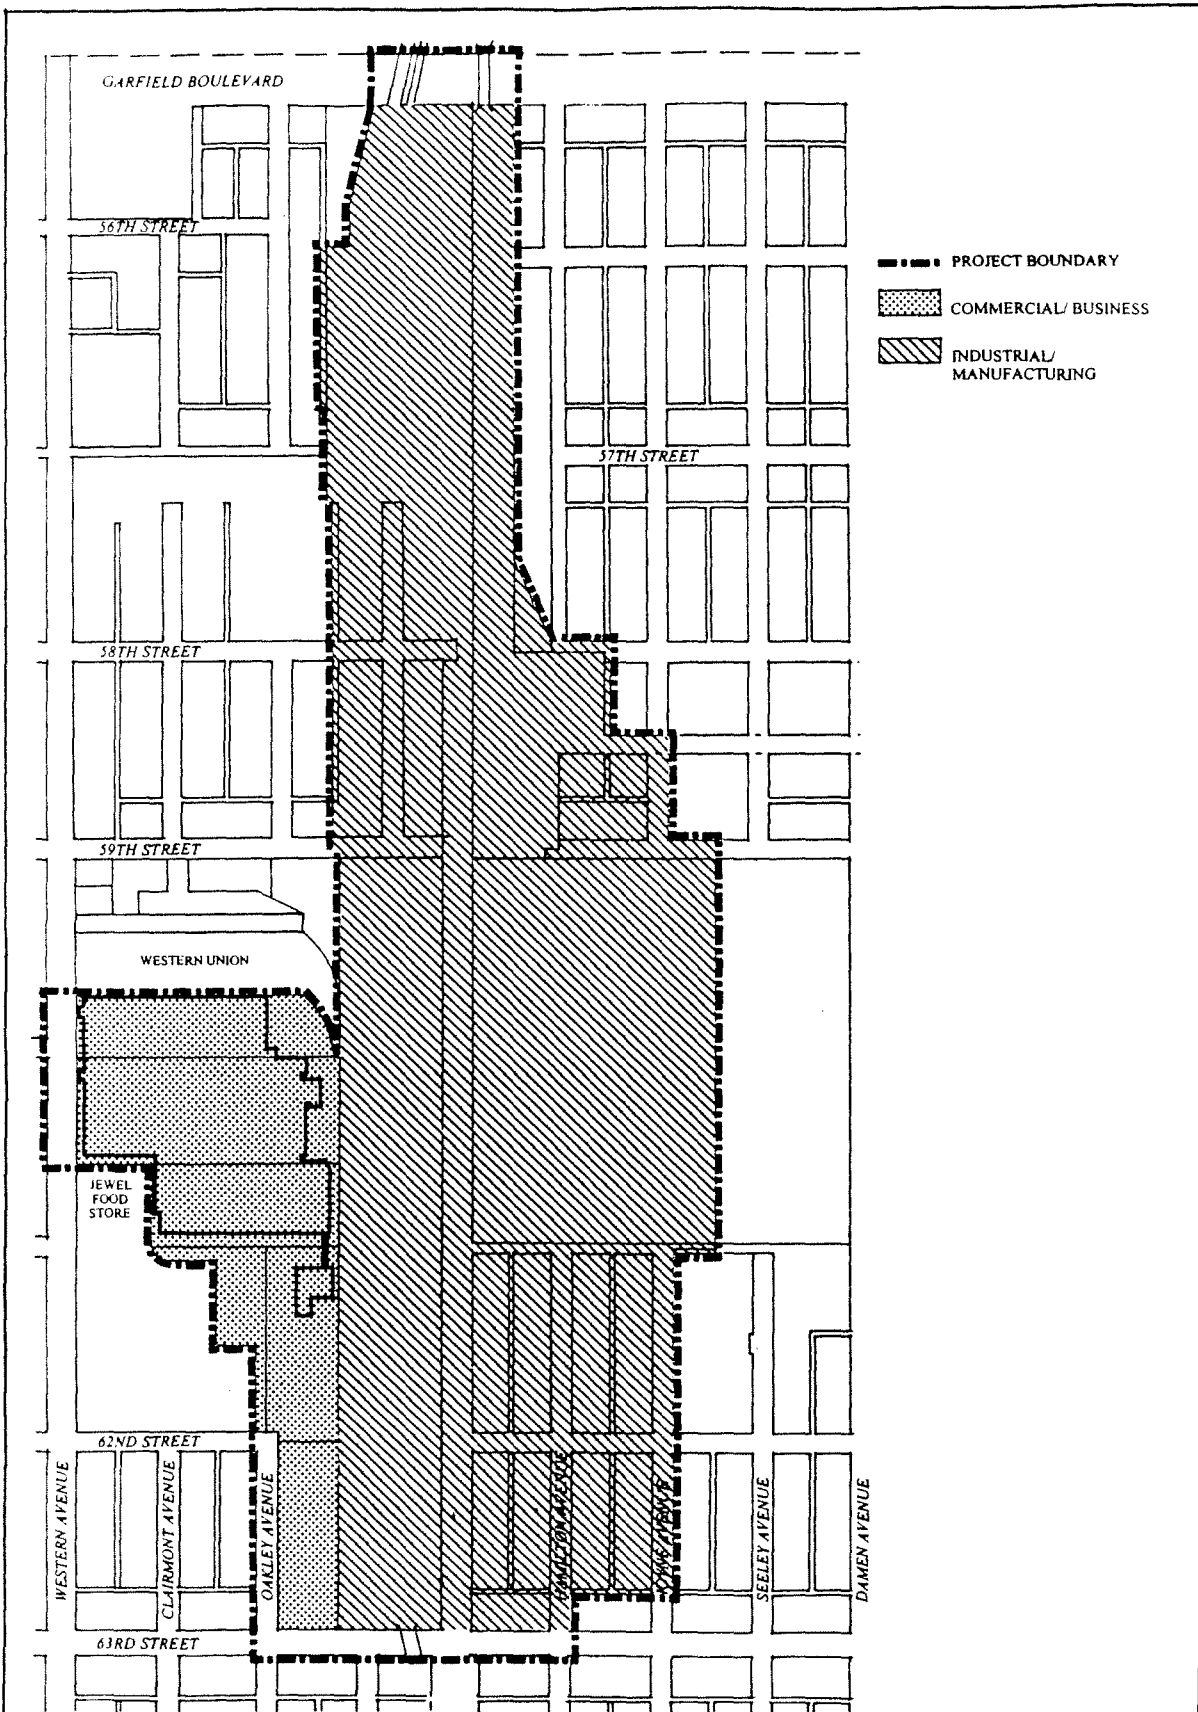 GARFIELD BOULEVARD
56TH STREET
PROJECT BOUNDARY
COMMERCIAL/ BUSINESS
INDUSTRIAL/
MANUFACTURING
57TH STREET
58TH STREET
59TH STREET
WESTERN UNION
JEWEL
FOOD
STORE
62ND STREET
WESTERN AVENUE
CLAIRMONT AVENUE
OAKLEY AVENUE
HAMILTON AVENUE
AVENUE
SEELEY AVENUE
DAMEN AVENUE
63RD STREET